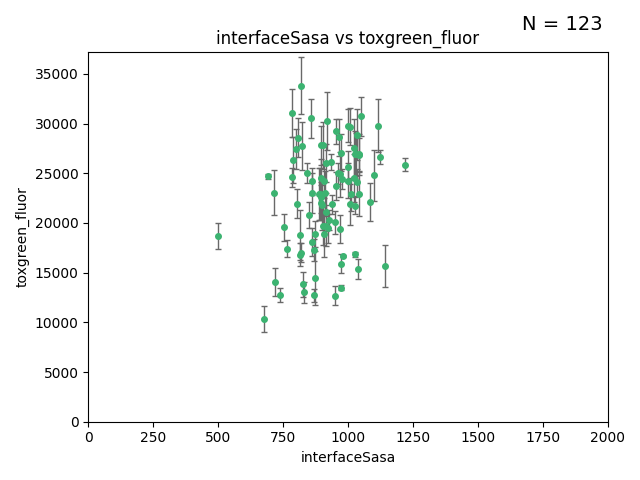 N = 123
interfaceSasa vs toxgreen_fluor
35000
30000
25000
20000
15000
10000
5000
0
toxgreen_fluor
0 250 500 750 1000 1250 1500 1750 2000
interfaceSasa